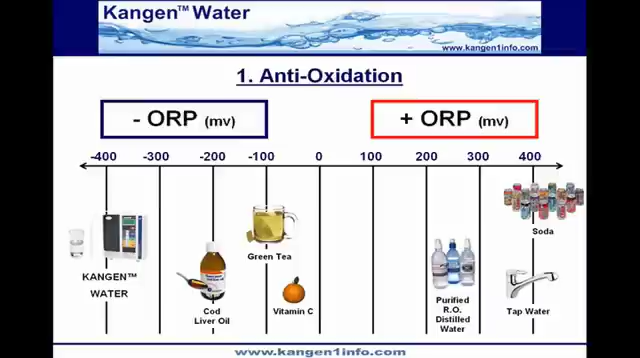 Kangen™ Water
www.kangen1info.com
1. Anti-Oxidation
- ORP (mv)
+ ORP (mv)
-400 -300 -200 -100 0 100 200 300 400
Soda
Green Tea
KANGEN™
WATER
Cod
Liver Oil
Vitamin C
Purified
R.O.
Distilled
Water
Tap Water
www.kangen1info.com